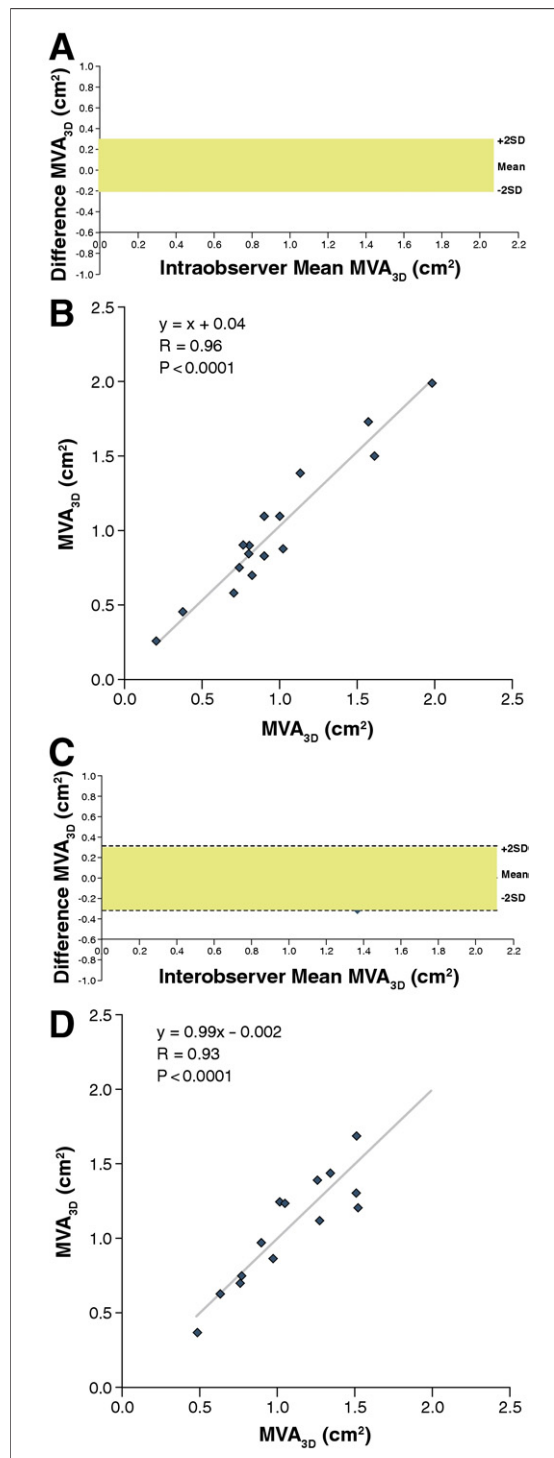 A
Difference MVA3D (cm²)
1.0
0.8
0.6
0.4
0.2
0.0
-0.2
-0.4
-0.6
-0.8
-1.0
+2SD
Mean
-2SD
0.0 0.2 0.4 0.6 0.8 1.0 1.2 1.4 1.6 1.8 2.0 2.2
Intraobserver Mean MVA3D (cm²)
B
y = x + 0.04
R = 0.96
P < 0.0001
MVA3D (cm²)
2.5
2.0
1.5
1.0
0.5
0.0
0.0 0.5 1.0 1.5 2.0 2.5
MVA3D (cm²)
C
Difference MVA3D (cm²)
1.0
0.8
0.6
0.4
0.2
0.0
-0.2
-0.4
-0.6
-0.8
-1.0
+2SD
Mean
-2SD
0.0 0.2 0.4 0.6 0.8 1.0 1.2 1.4 1.6 1.8 2.0 2.2
Interobserver Mean MVA3D (cm²)
D
y = 0.99x – 0.002
R = 0.93
P < 0.0001
MVA3D (cm²)
2.5
2.0
1.5
1.0
0.5
0.0
0.0 0.5 1.0 1.5 2.0 2.5
MVA3D (cm²)